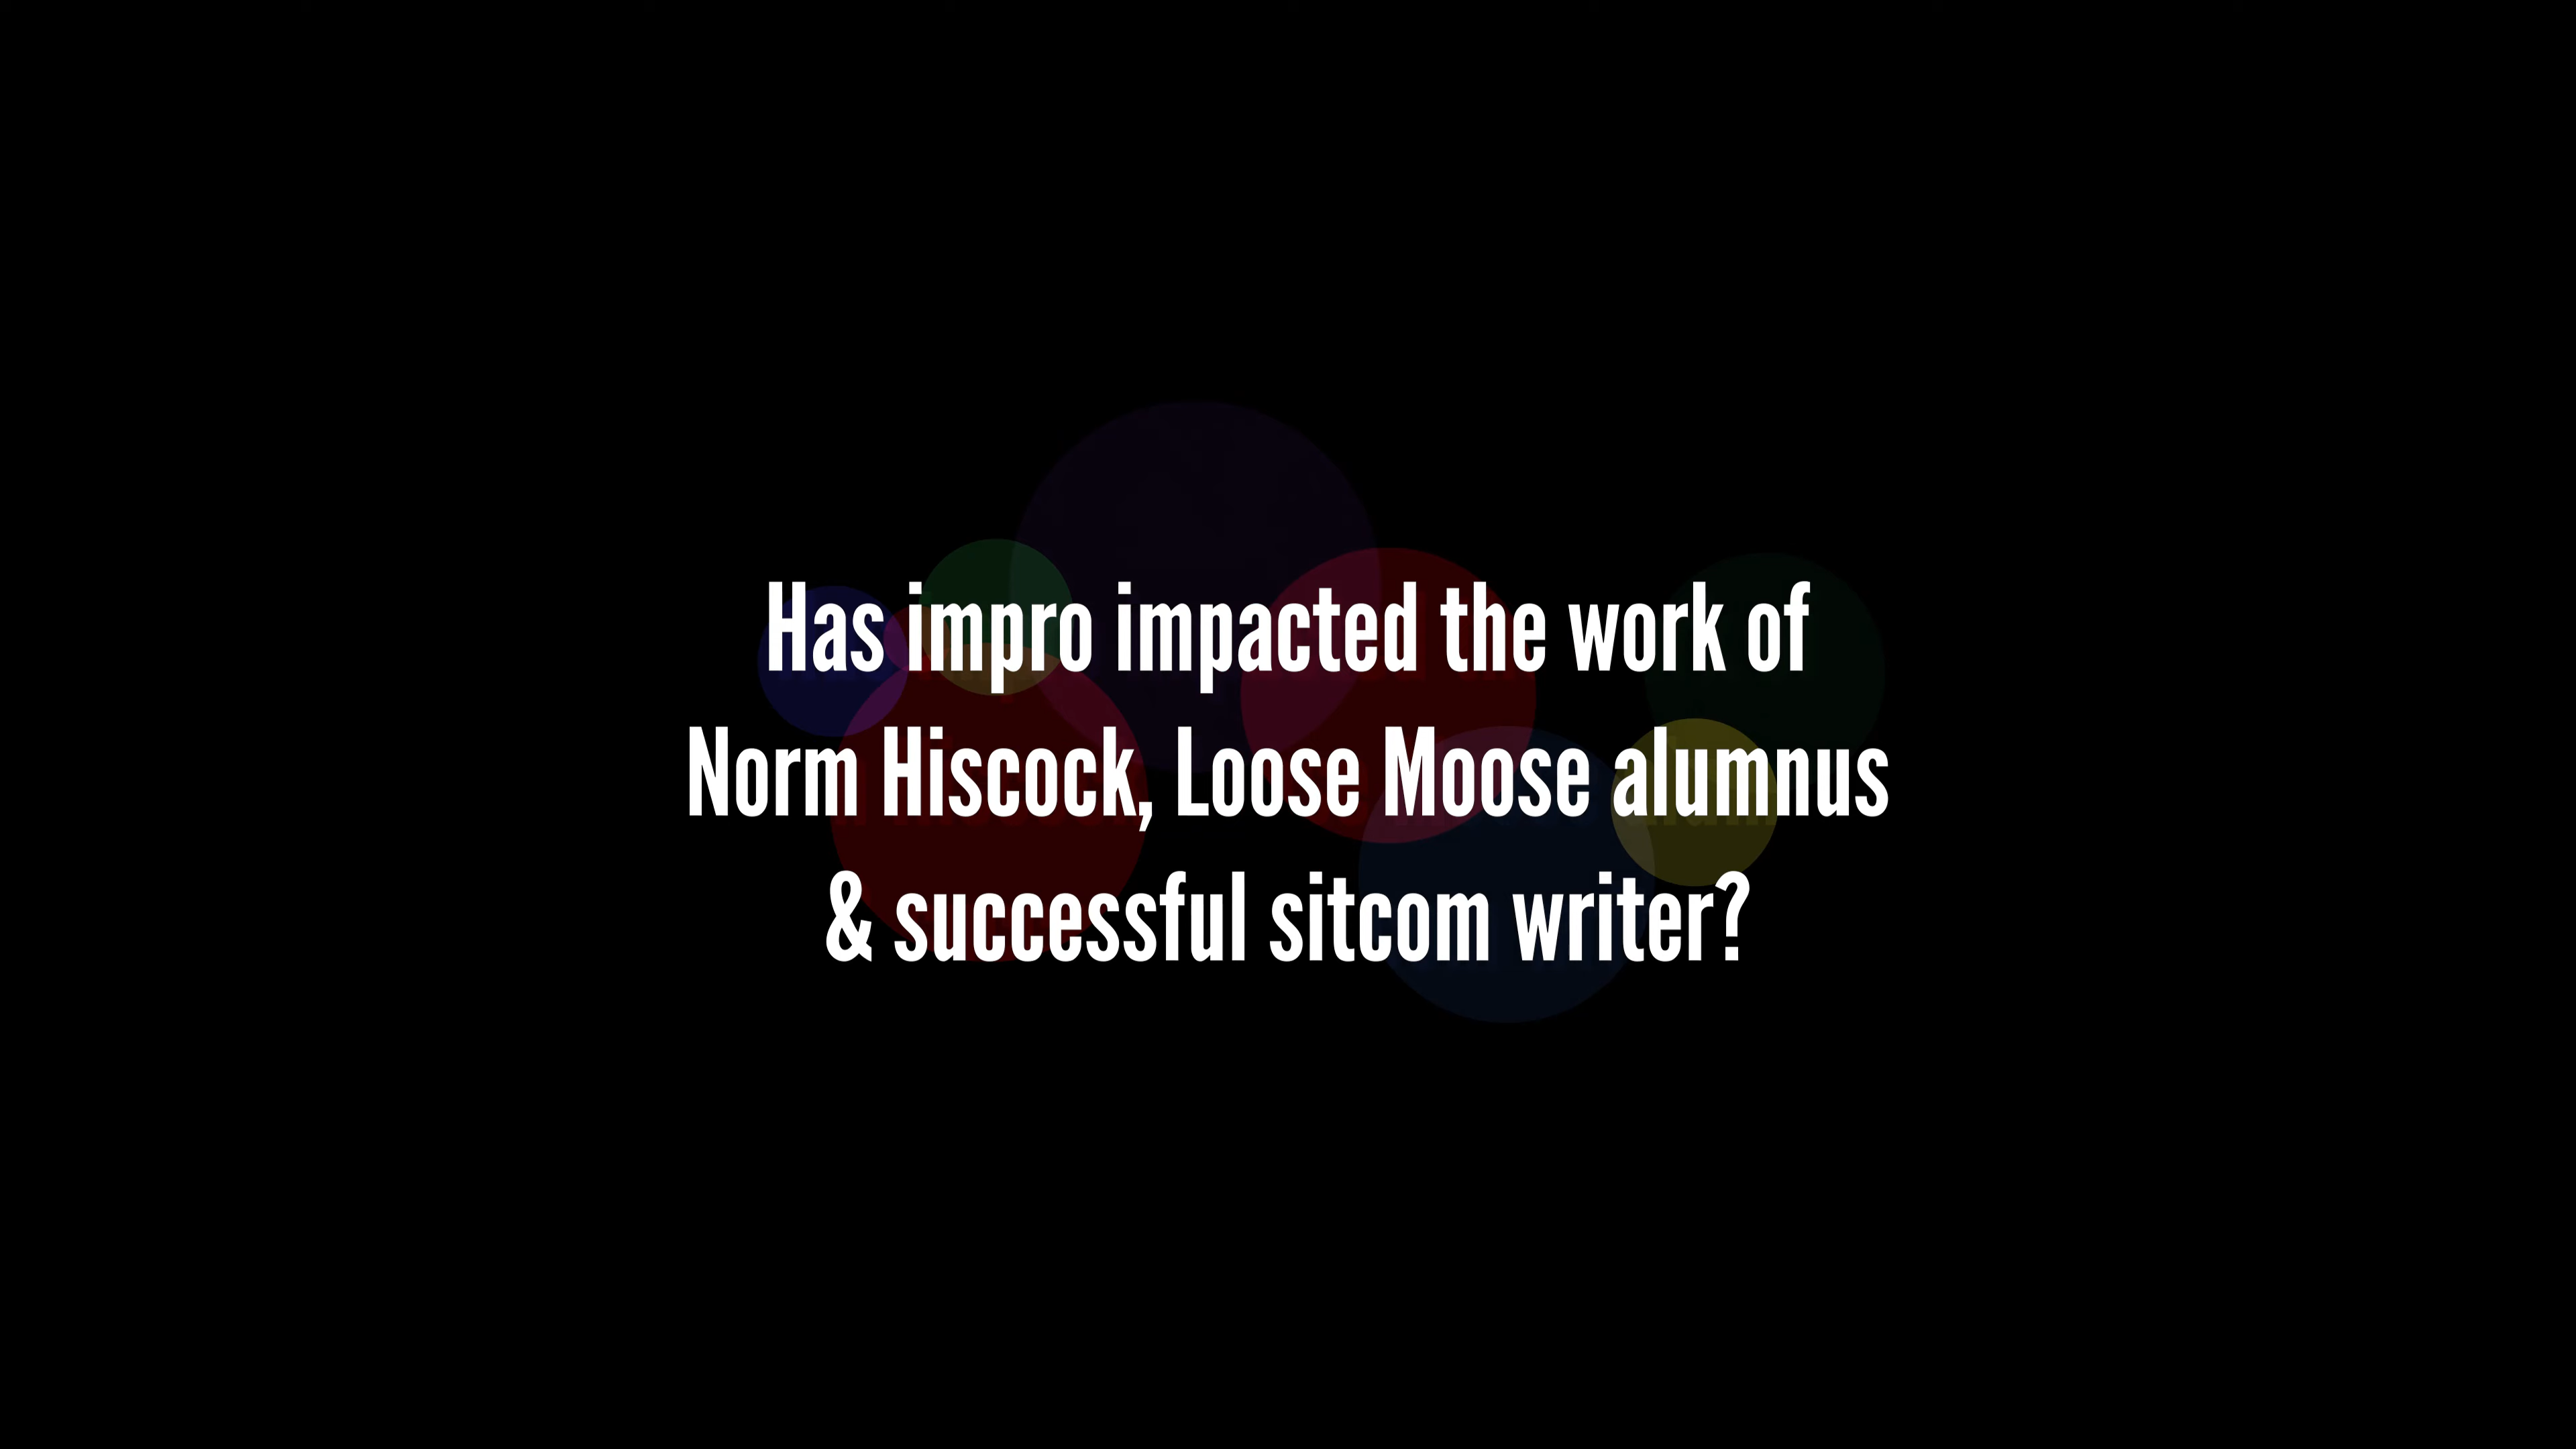 Has impro impacted the work of
Norm Hiscock, Loose Moose alumnus
& successful sitcom writer?